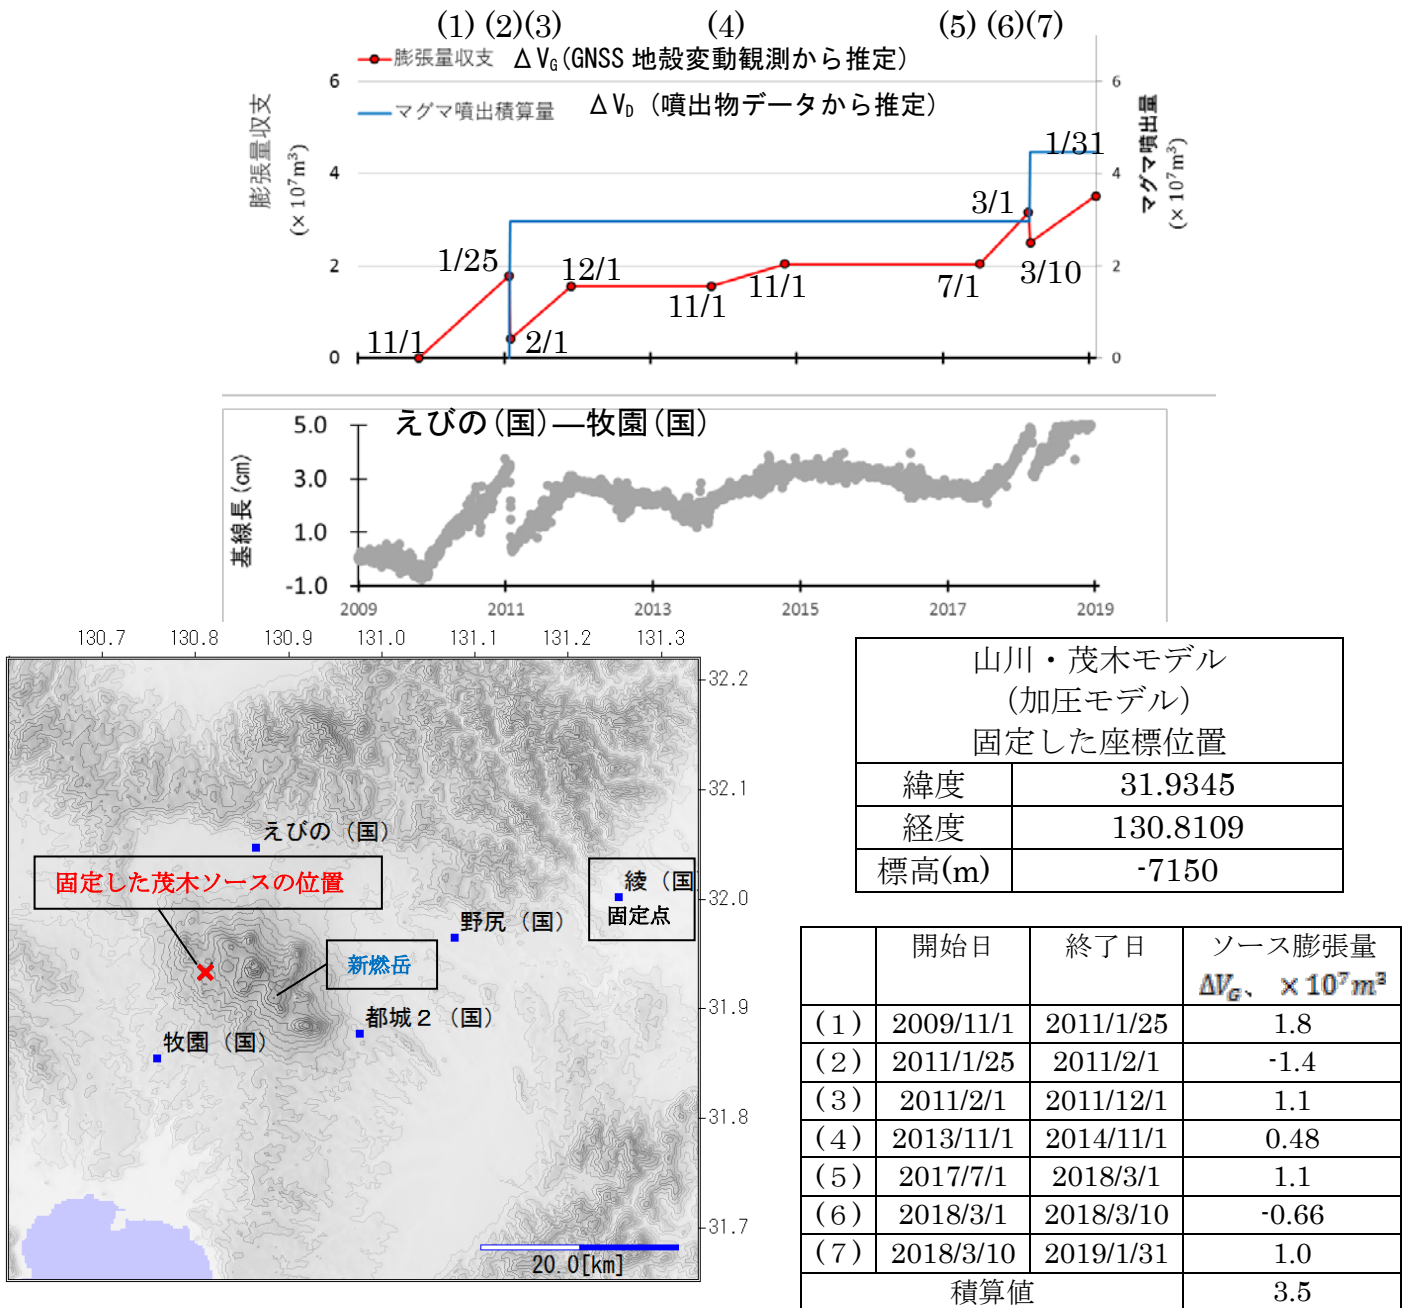 (1) (2)(3) (4) (5) (6)(7)
膨張量収支 ΔVG(GNSS 地殻変動観測から推定)
マグマ噴出積算量 ΔVD (噴出物データから推定)
膨張量収支
(×10⁷m³)
6
4
2
0
マグマ噴出量
(×10⁷m³)
6
4
2
0
11/1
1/25
2/1
12/1
11/1
11/1
7/1
3/1
3/10
1/31
えびの(国)―牧園(国)
基線長(cm)
5.0
3.0
1.0
-1.0
2009 2011 2013 2015 2017 2019
130.7 130.8 130.9 131.0 131.1 131.2 131.3
32.2
32.1
32.0
31.9
31.8
31.7
えびの (国)
固定した茂木ソースの位置
綾 (国
固定点
野尻 (国)
新燃岳
都城2 (国)
牧園 (国)
20.0[km]
山川・茂木モデル
(加圧モデル)
固定した座標位置
緯度 31.9345
経度 130.8109
標高(m) -7150
開始日 終了日 ソース膨張量
ΔVG、 ×10⁷m³
(1) 2009/11/1 2011/1/25 1.8
(2) 2011/1/25 2011/2/1 -1.4
(3) 2011/2/1 2011/12/1 1.1
(4) 2013/11/1 2014/11/1 0.48
(5) 2017/7/1 2018/3/1 1.1
(6) 2018/3/1 2018/3/10 -0.66
(7) 2018/3/10 2019/1/31 1.0
積算値 3.5